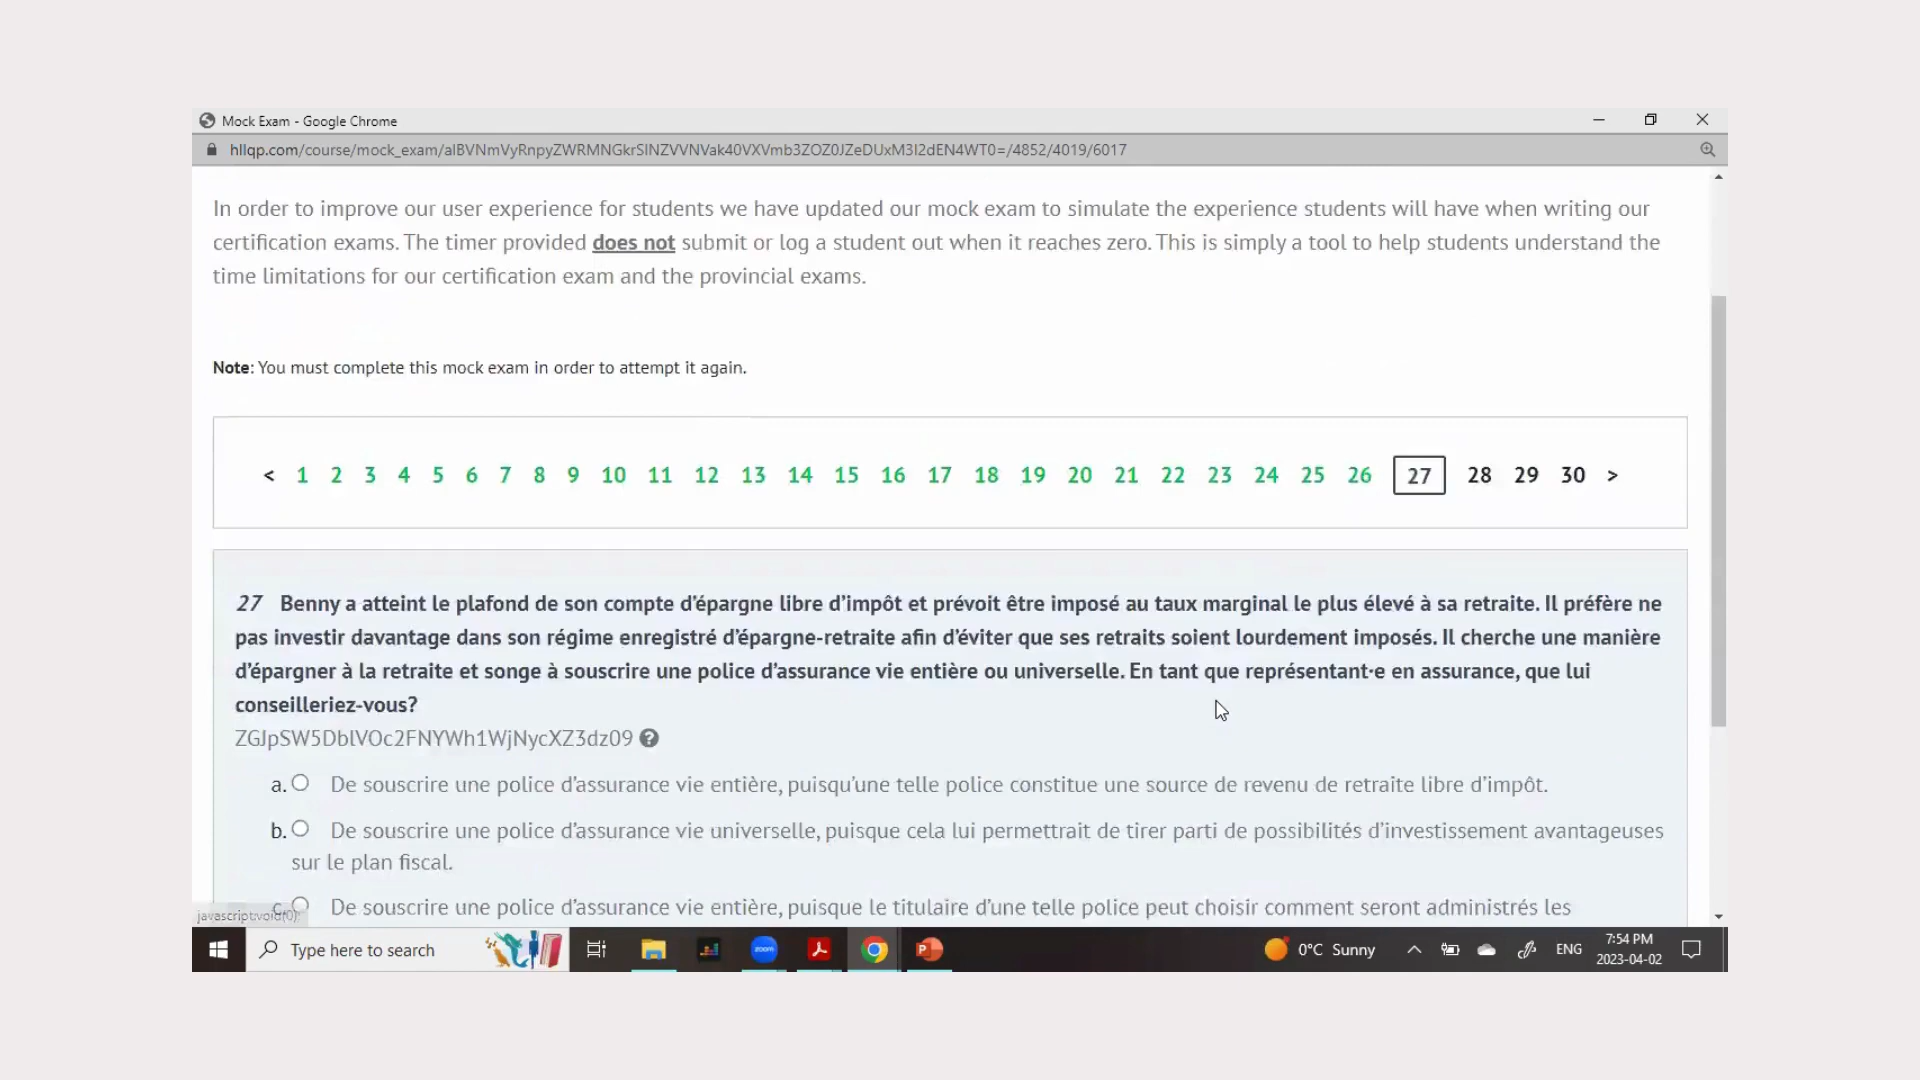 Mock Exam - Google Chrome
hllqp.com/course/mock_exam/alBVNmVyRnpyZWRMNGkrSlNZVVNVak40VXVmb3ZOZ0JZeDUxM3I2dEN4WT0=/4852/4019/6017
In order to improve our user experience for students we have updated our mock exam to simulate the experience students will have when writing our
certification exams. The timer provided does not submit or log a student out when it reaches zero. This is simply a tool to help students understand the
time limitations for our certification exam and the provincial exams.
Note: You must complete this mock exam in order to attempt it again.
< 1 2 3 4 5 6 7 8 9 10 11 12 13 14 15 16 17 18 19 20 21 22 23 24 25 26 27 28 29 30 >
27 Benny a atteint le plafond de son compte d'épargne libre d'impôt et prévoit être imposé au taux marginal le plus élevé à sa retraite. Il préfère ne
pas investir davantage dans son régime enregistré d'épargne-retraite afin d'éviter que ses retraits soient lourdement imposés. Il cherche une manière
d'épargner à la retraite et songe à souscrire une police d'assurance vie entière ou universelle. En tant que représentant·e en assurance, que lui
conseilleriez-vous?
ZGJpSW5DblVOc2FNYWh1WjNycXZ3dz09 ?
a. De souscrire une police d'assurance vie entière, puisqu'une telle police constitue une source de revenu de retraite libre d'impôt.
b. De souscrire une police d'assurance vie universelle, puisque cela lui permettrait de tirer parti de possibilités d'investissement avantageuses
sur le plan fiscal.
c. De souscrire une police d'assurance vie entière, puisque le titulaire d'une telle police peut choisir comment seront administrés les
javascript:void(0);
Type here to search
zoom
0°C Sunny
ENG
7:54 PM
2023-04-02